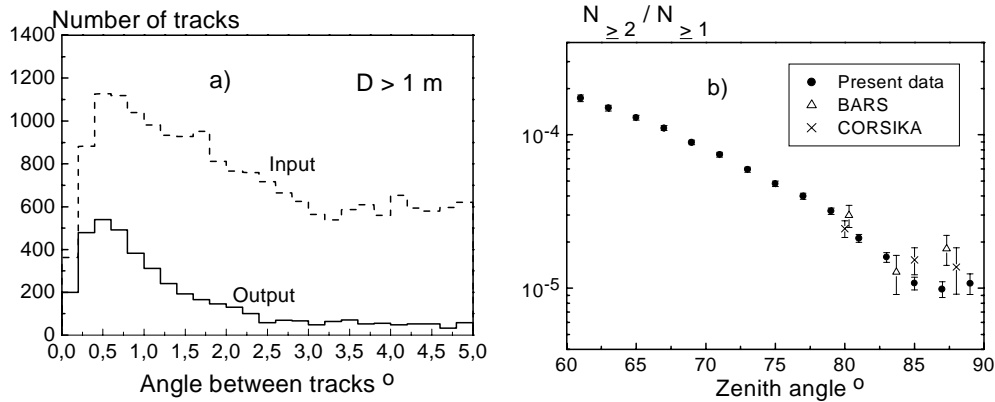 Number of tracks
1400
1200
1000
800
600
400
200
0
a)
D > 1 m
Input
Output
0,0 0,5 1,0 1,5 2,0 2,5 3,0 3,5 4,0 4,5 5,0
Angle between tracks º
N ≥ 2 / N ≥ 1
10-4
10-5
b)
Present data
BARS
CORSIKA
60 65 70 75 80 85 90
Zenith angle º